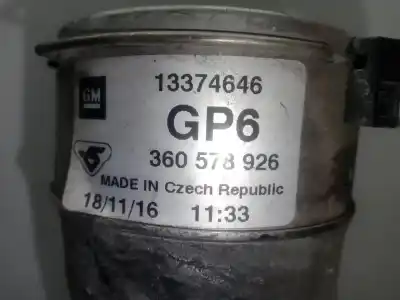 GM
13374646
GP6
360 578 926
MADE IN Czech Republic
18/11/16 11:33